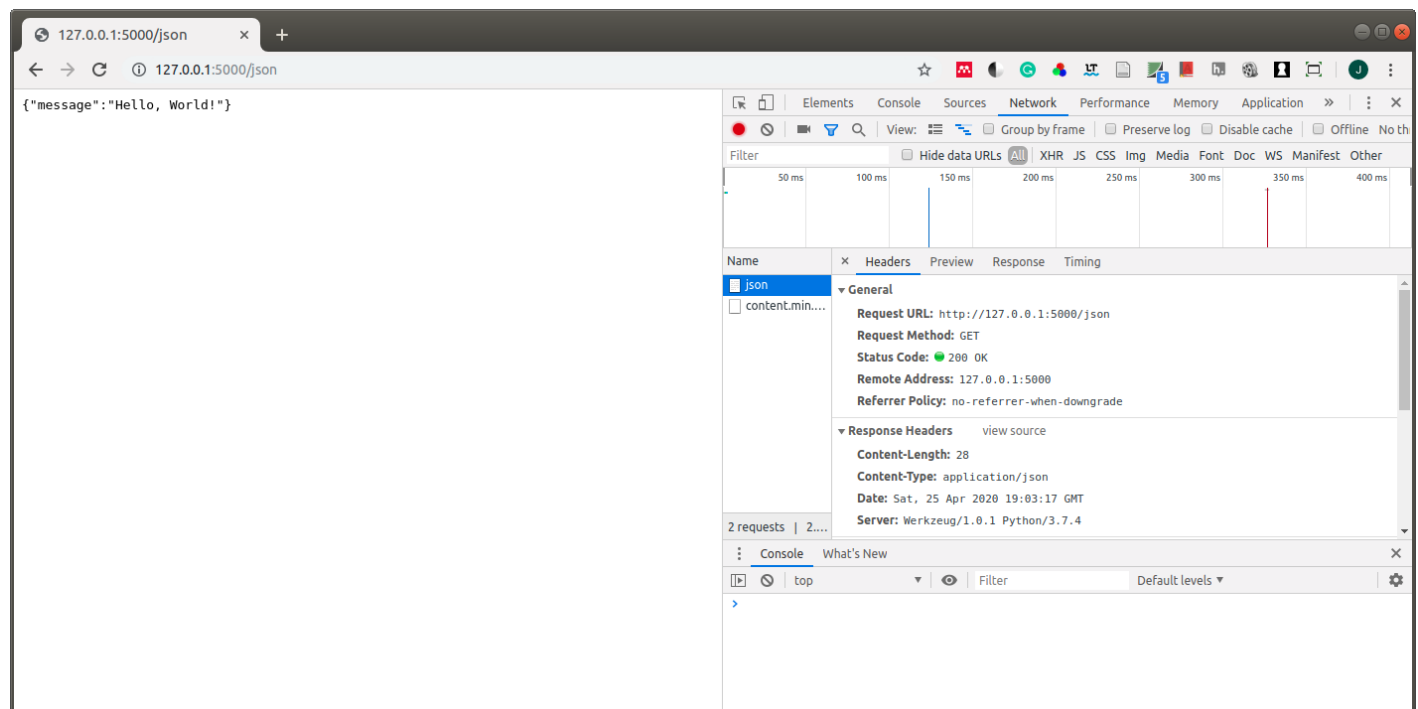 127.0.0.1:5000/json × +
127.0.0.1:5000/json LT 5 J
{"message":"Hello, World!"}
Elements Console Sources Network Performance Memory Application » ×
View: Group by frame Preserve log Disable cache Offline No th
Filter Hide data URLs All XHR JS CSS Img Media Font Doc WS Manifest Other
50 ms 100 ms 150 ms 200 ms 250 ms 300 ms 350 ms 400 ms
Name
json
content.min....
2 requests | 2....
× Headers Preview Response Timing
General
Request URL: http://127.0.0.1:5000/json
Request Method: GET
Status Code: 200 OK
Remote Address: 127.0.0.1:5000
Referrer Policy: no-referrer-when-downgrade
Response Headers view source
Content-Length: 28
Content-Type: application/json
Date: Sat, 25 Apr 2020 19:03:17 GMT
Server: Werkzeug/1.0.1 Python/3.7.4
Console What's New ×
top Filter Default levels
>